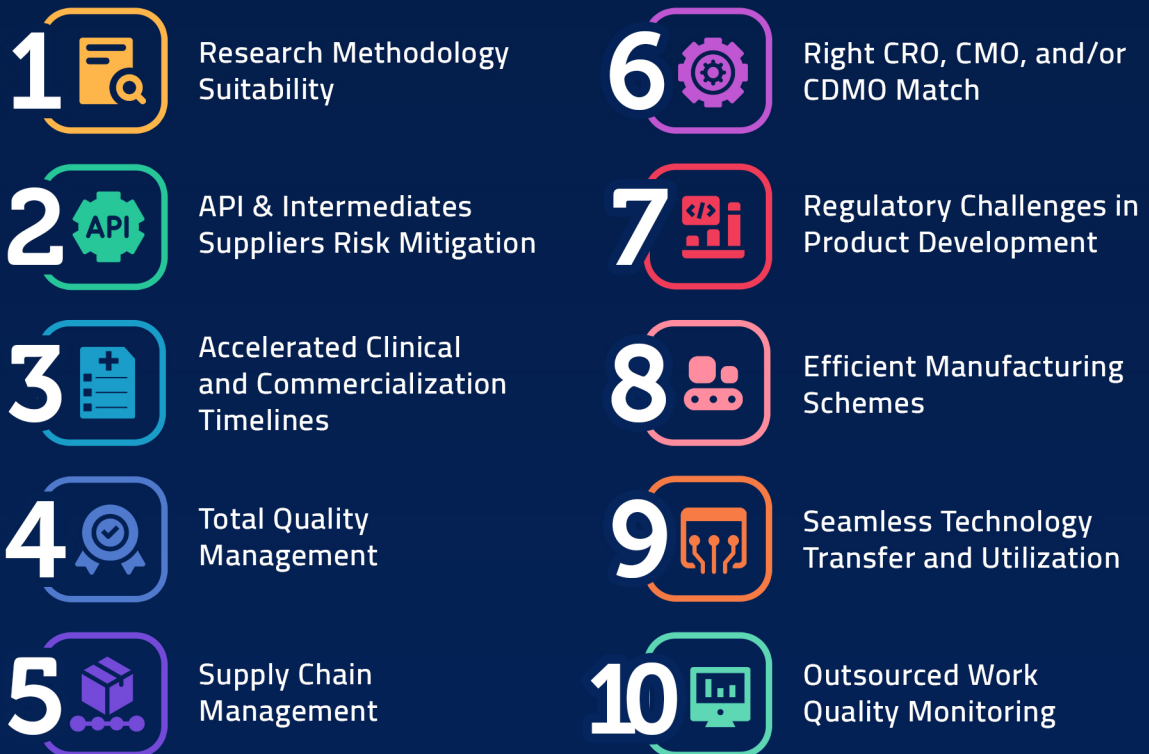 1
Research Methodology
Suitability
2
API
API & Intermediates
Suppliers Risk Mitigation
3
Accelerated Clinical
and Commercialization
Timelines
4
Total Quality
Management
5
Supply Chain
Management
6
Right CRO, CMO, and/or
CDMO Match
7
</>
Regulatory Challenges in
Product Development
8
Efficient Manufacturing
Schemes
9
Seamless Technology
Transfer and Utilization
10
Outsourced Work
Quality Monitoring